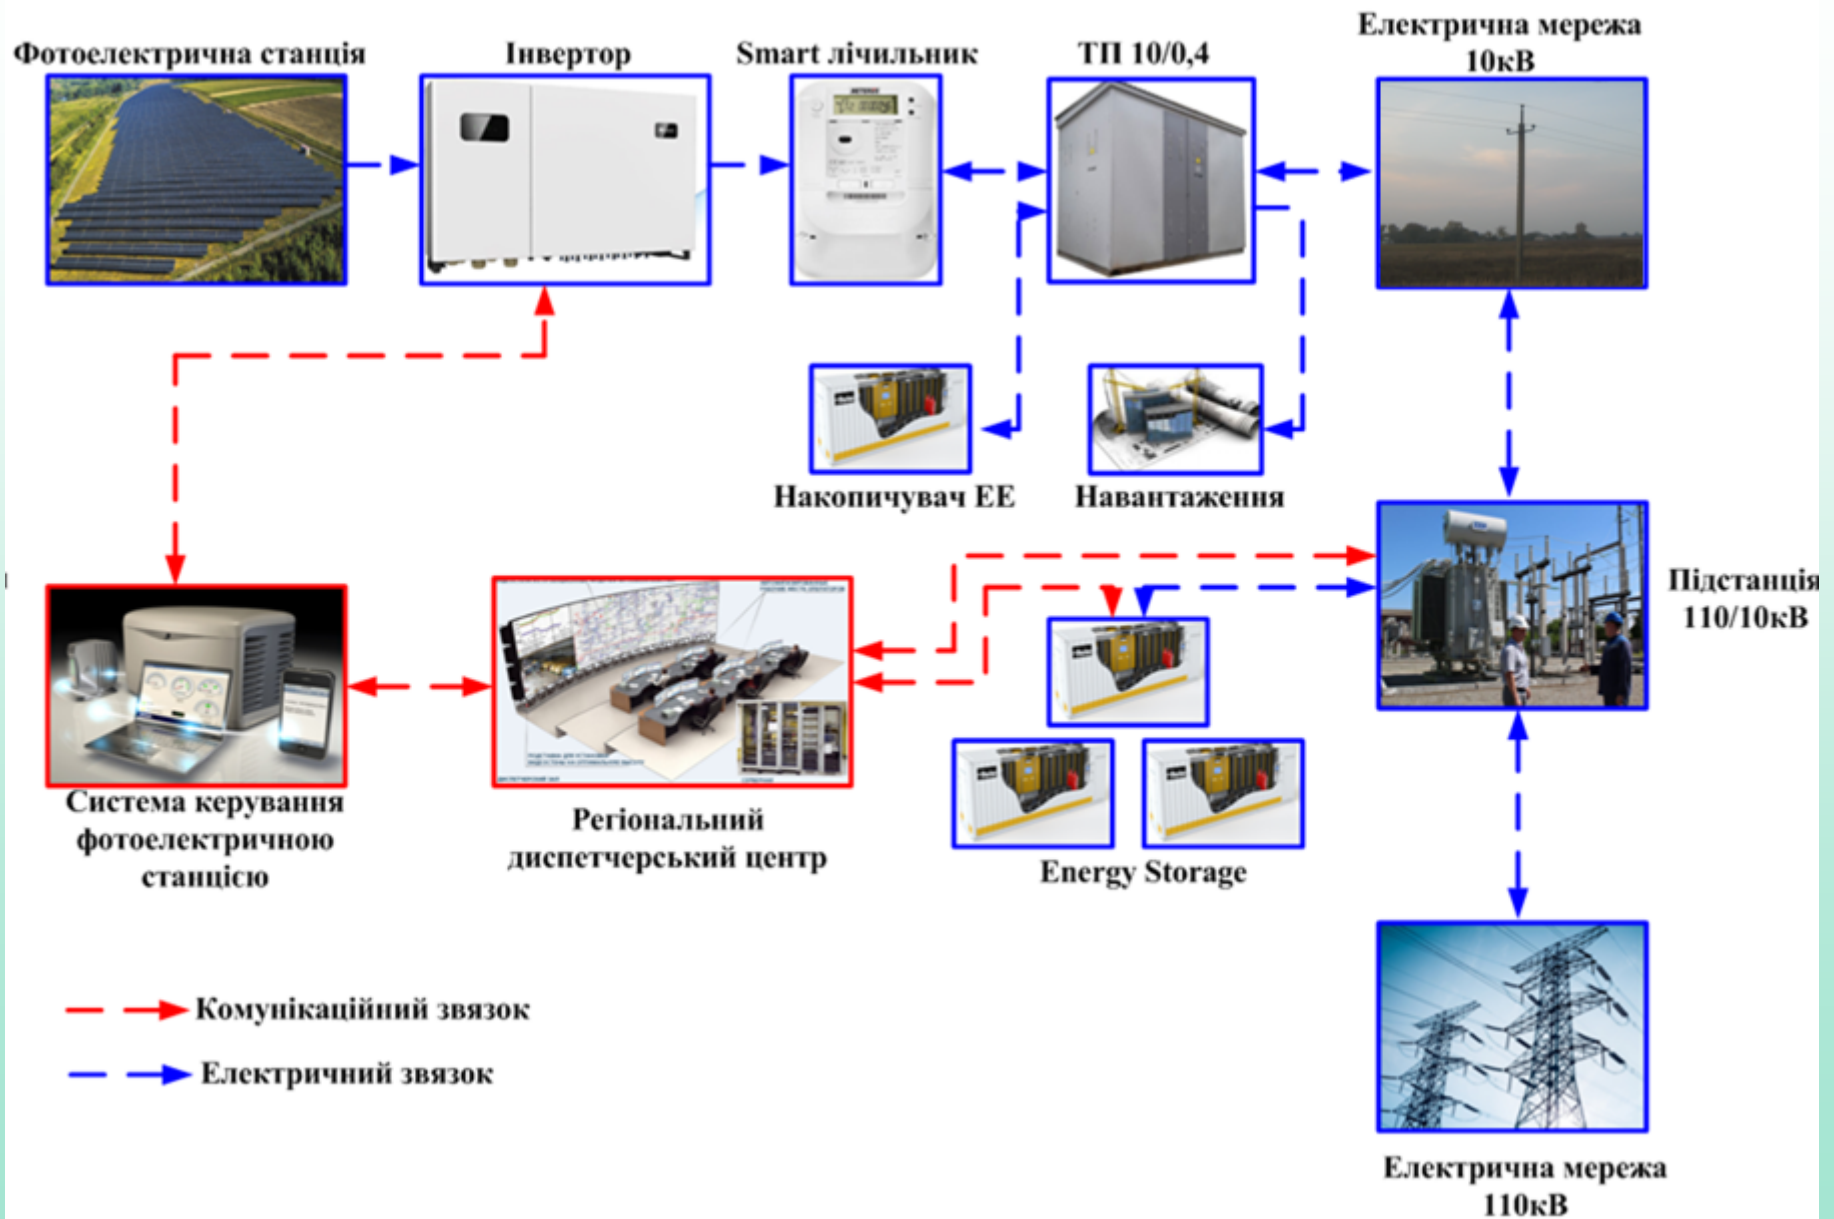 Фотоелектрична станція
Інвертор
Smart лічильник
ТП 10/0,4
Електрична мережа
10кВ
Накопичувач ЕЕ
Навантаження
Підстанція
110/10кВ
Система керування
фотоелектричною
станцією
Регіональний
диспетчерський центр
Energy Storage
Комунікаційний звязок
Електричний звязок
Електрична мережа
110кВ